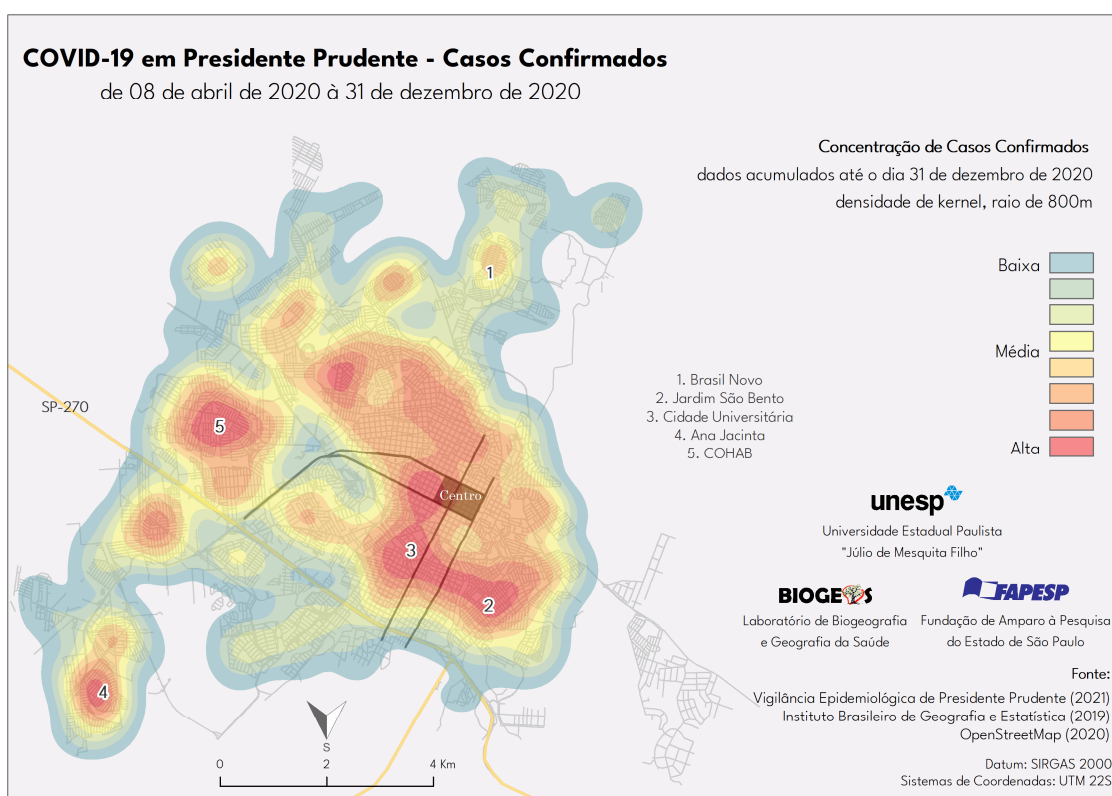 COVID-19 em Presidente Prudente - Casos Confirmados
de 08 de abril de 2020 à 31 de dezembro de 2020
Concentração de Casos Confirmados
dados acumulados até o dia 31 de dezembro de 2020
densidade de kernel, raio de 800m
Baixa
Média
Alta
1
SP-270
5
Centro
3
2
4
1. Brasil Novo
2. Jardim São Bento
3. Cidade Universitária
4. Ana Jacinta
5. COHAB
unesp
Universidade Estadual Paulista
"Júlio de Mesquita Filho"
BIOGEOS
Laboratório de Biogeografia
e Geografia da Saúde
FAPESP
Fundação de Amparo à Pesquisa
do Estado de São Paulo
Fonte:
Vigilância Epidemiológica de Presidente Prudente (2021)
Instituto Brasileiro de Geografia e Estatística (2019)
OpenStreetMap (2020)
Datum: SIRGAS 2000
Sistemas de Coordenadas: UTM 22S
S
0 2 4 Km